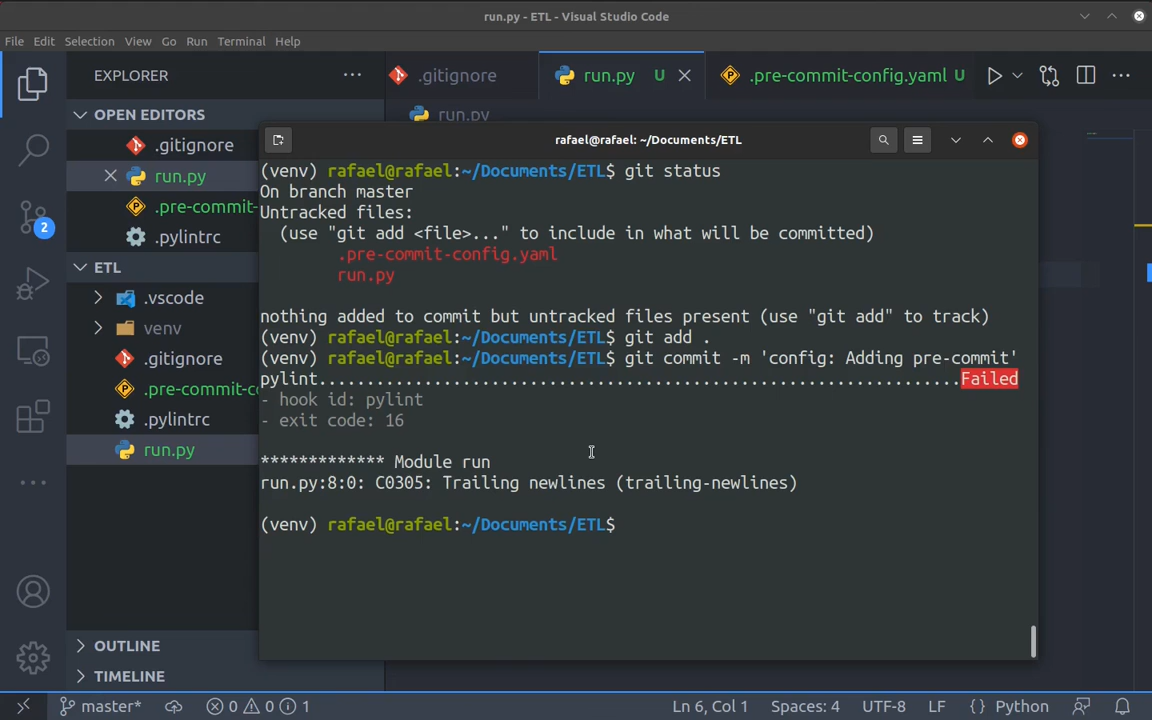 run.py - ETL - Visual Studio Code
File Edit Selection View Go Run Terminal Help
EXPLORER
.gitignore
run.py U
.pre-commit-config.yaml U
OPEN EDITORS
run.py
.gitignore
run.py
.pre-commit-
.pylintrc
ETL
.vscode
venv
.gitignore
.pre-commit-co
.pylintrc
run.py
OUTLINE
TIMELINE
2
rafael@rafael: ~/Documents/ETL
(venv) rafael@rafael:~/Documents/ETL$ git status
On branch master
Untracked files:
(use "git add <file>..." to include in what will be committed)
.pre-commit-config.yaml
run.py
nothing added to commit but untracked files present (use "git add" to track)
(venv) rafael@rafael:~/Documents/ETL$ git add .
(venv) rafael@rafael:~/Documents/ETL$ git commit -m 'config: Adding pre-commit'
pylint...................................................................Failed
- hook id: pylint
- exit code: 16
************* Module run
run.py:8:0: C0305: Trailing newlines (trailing-newlines)
(venv) rafael@rafael:~/Documents/ETL$
master* 0 0 1 Ln 6, Col 1 Spaces: 4 UTF-8 LF {} Python